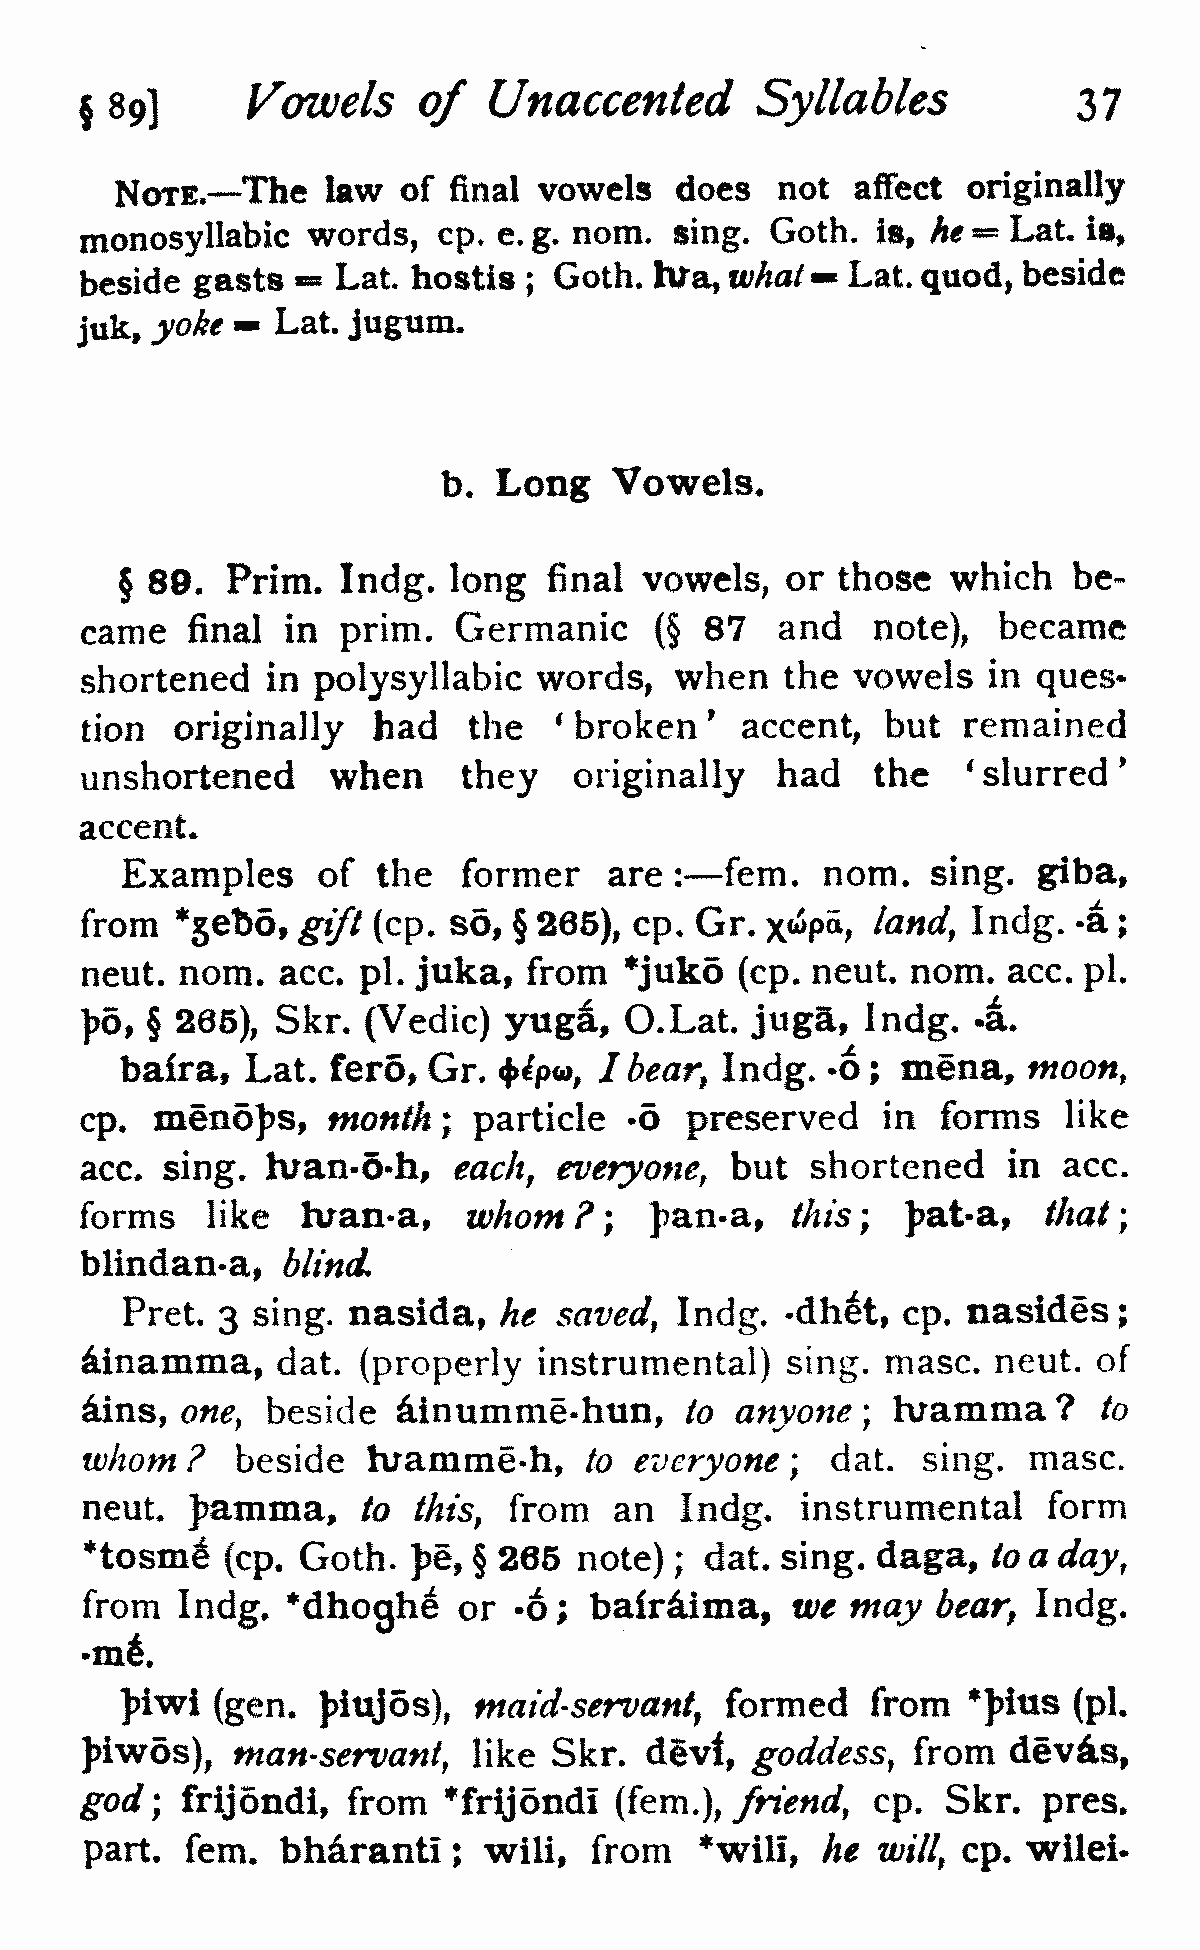 § 89] Vowels of Unaccented Syllables 37
NOTE.—The law of final vowels does not affect originally
monosyllabic words, cp. e.g. nom. sing. Goth. is, he = Lat. is,
beside gasts = Lat. hostis; Goth. ƕa, what = Lat. quod, beside
juk, yoke = Lat. jugum.
b. Long Vowels.
§ 89. Prim. Indg. long final vowels, or those which be-
came final in prim. Germanic (§ 87 and note), became
shortened in polysyllabic words, when the vowels in ques-
tion originally had the ‘broken’ accent, but remained
unshortened when they originally had the ‘slurred’
accent.
Examples of the former are:—fem. nom. sing. giba,
from *ʒeƀō, gift (cp. sō, § 265), cp. Gr. χώρᾱ, land, Indg. -ā́;
neut. nom. acc. pl. juka, from *jukō (cp. neut. nom. acc. pl.
þō, § 265), Skr. (Vedic) yugā́, O.Lat. jugā, Indg. -ā́.
baíra, Lat. ferō, Gr. φέρω, I bear, Indg. -ṓ; mēna, moon,
cp. mēnōþs, month; particle -ō preserved in forms like
acc. sing. ƕan-ō-h, each, everyone, but shortened in acc.
forms like ƕan-a, whom?; þan-a, this; þat-a, that;
blindan-a, blind.
Pret. 3 sing. nasida, he saved, Indg. -dhḗt, cp. nasidēs;
áinamma, dat. (properly instrumental) sing. masc. neut. of
áins, one, beside áinummē-hun, to anyone; ƕamma? to
whom? beside ƕammē-h, to everyone; dat. sing. masc.
neut. þamma, to this, from an Indg. instrumental form
*tosmḗ (cp. Goth. þē, § 265 note); dat. sing. daga, to a day,
from Indg. *dhoghḗ or -ṓ; baíráima, we may bear, Indg.
-mḗ.
þiwi (gen. þiujōs), maid-servant, formed from *þius (pl.
þiwōs), man-servant, like Skr. dēvī́, goddess, from dēvás,
god; frijōndi, from *frijōndī (fem.), friend, cp. Skr. pres.
part. fem. bhárantī; wili, from *wilī, he will, cp. wilei-